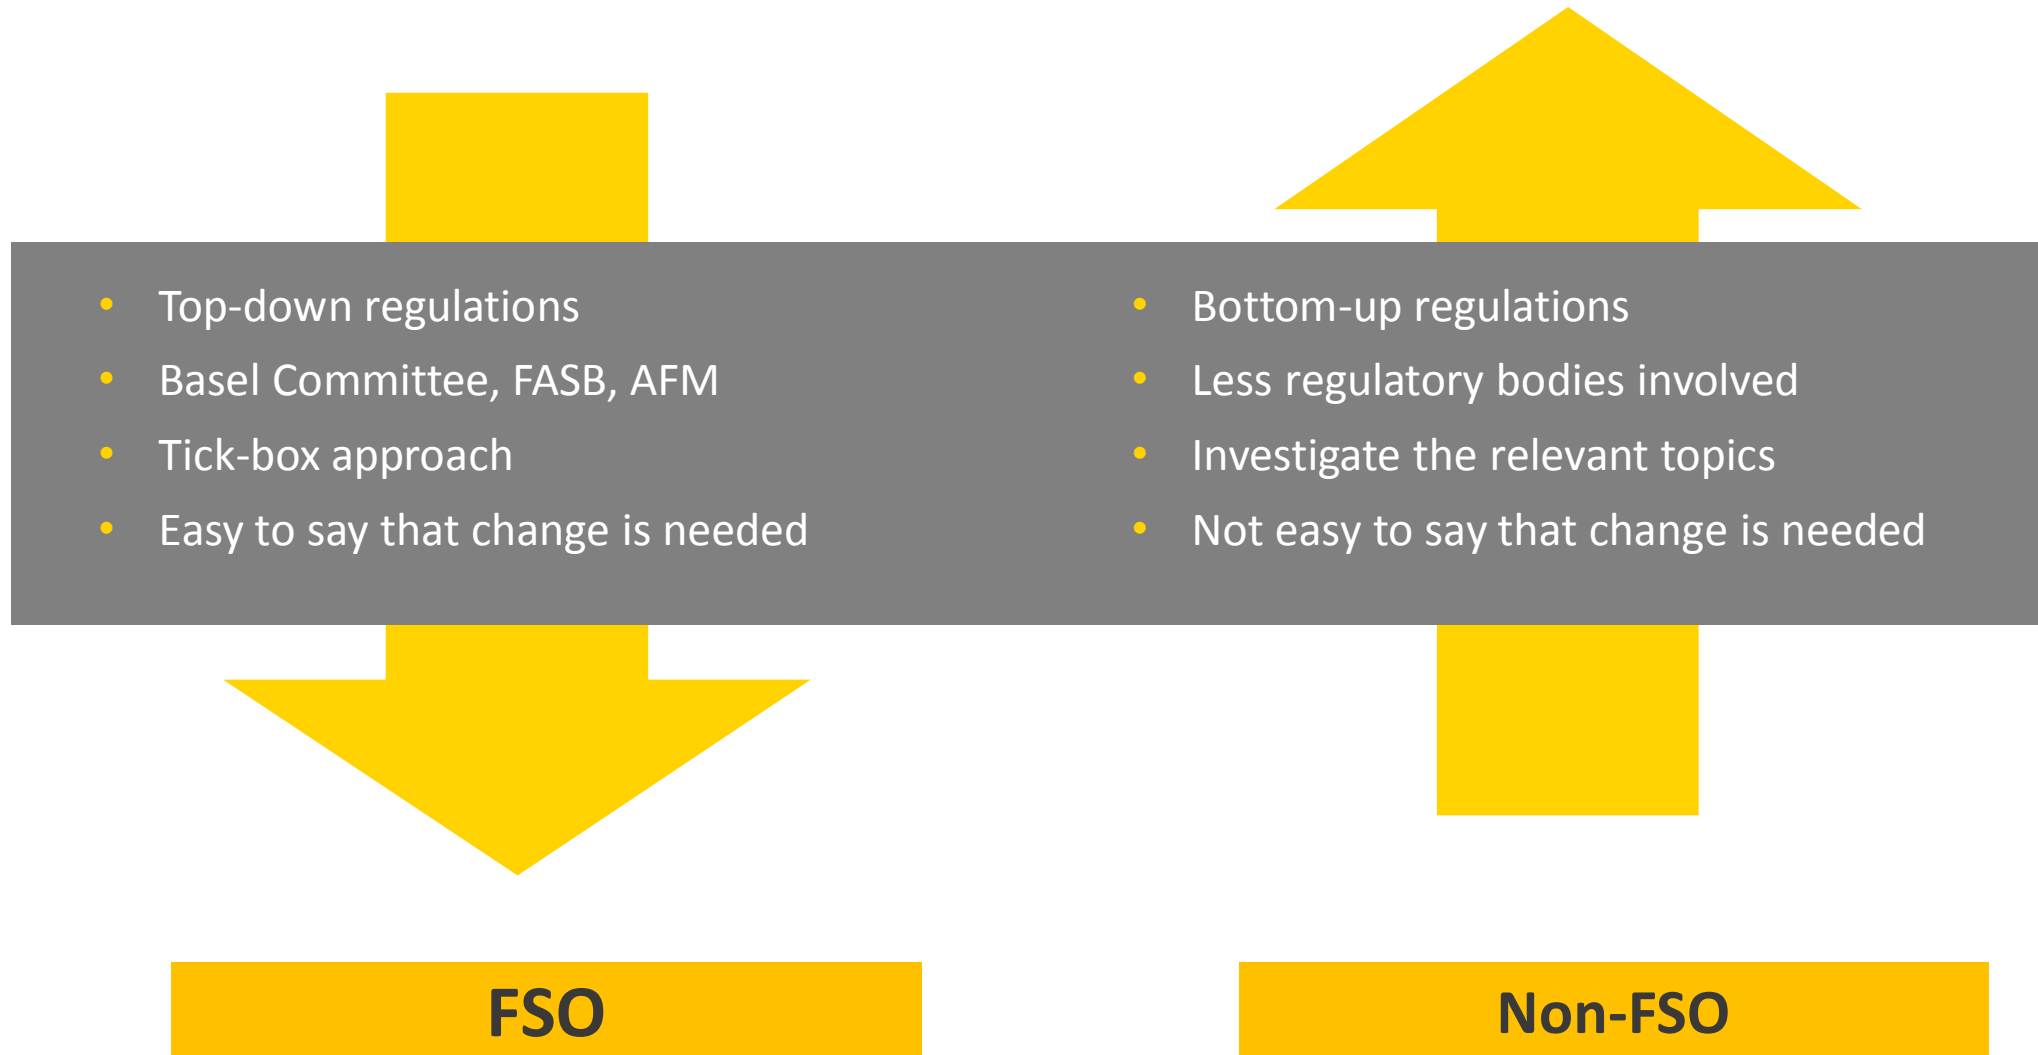 • Top-down regulations
• Basel Committee, FASB, AFM
• Tick-box approach
• Easy to say that change is needed
• Bottom-up regulations
• Less regulatory bodies involved
• Investigate the relevant topics
• Not easy to say that change is needed
FSO
Non-FSO